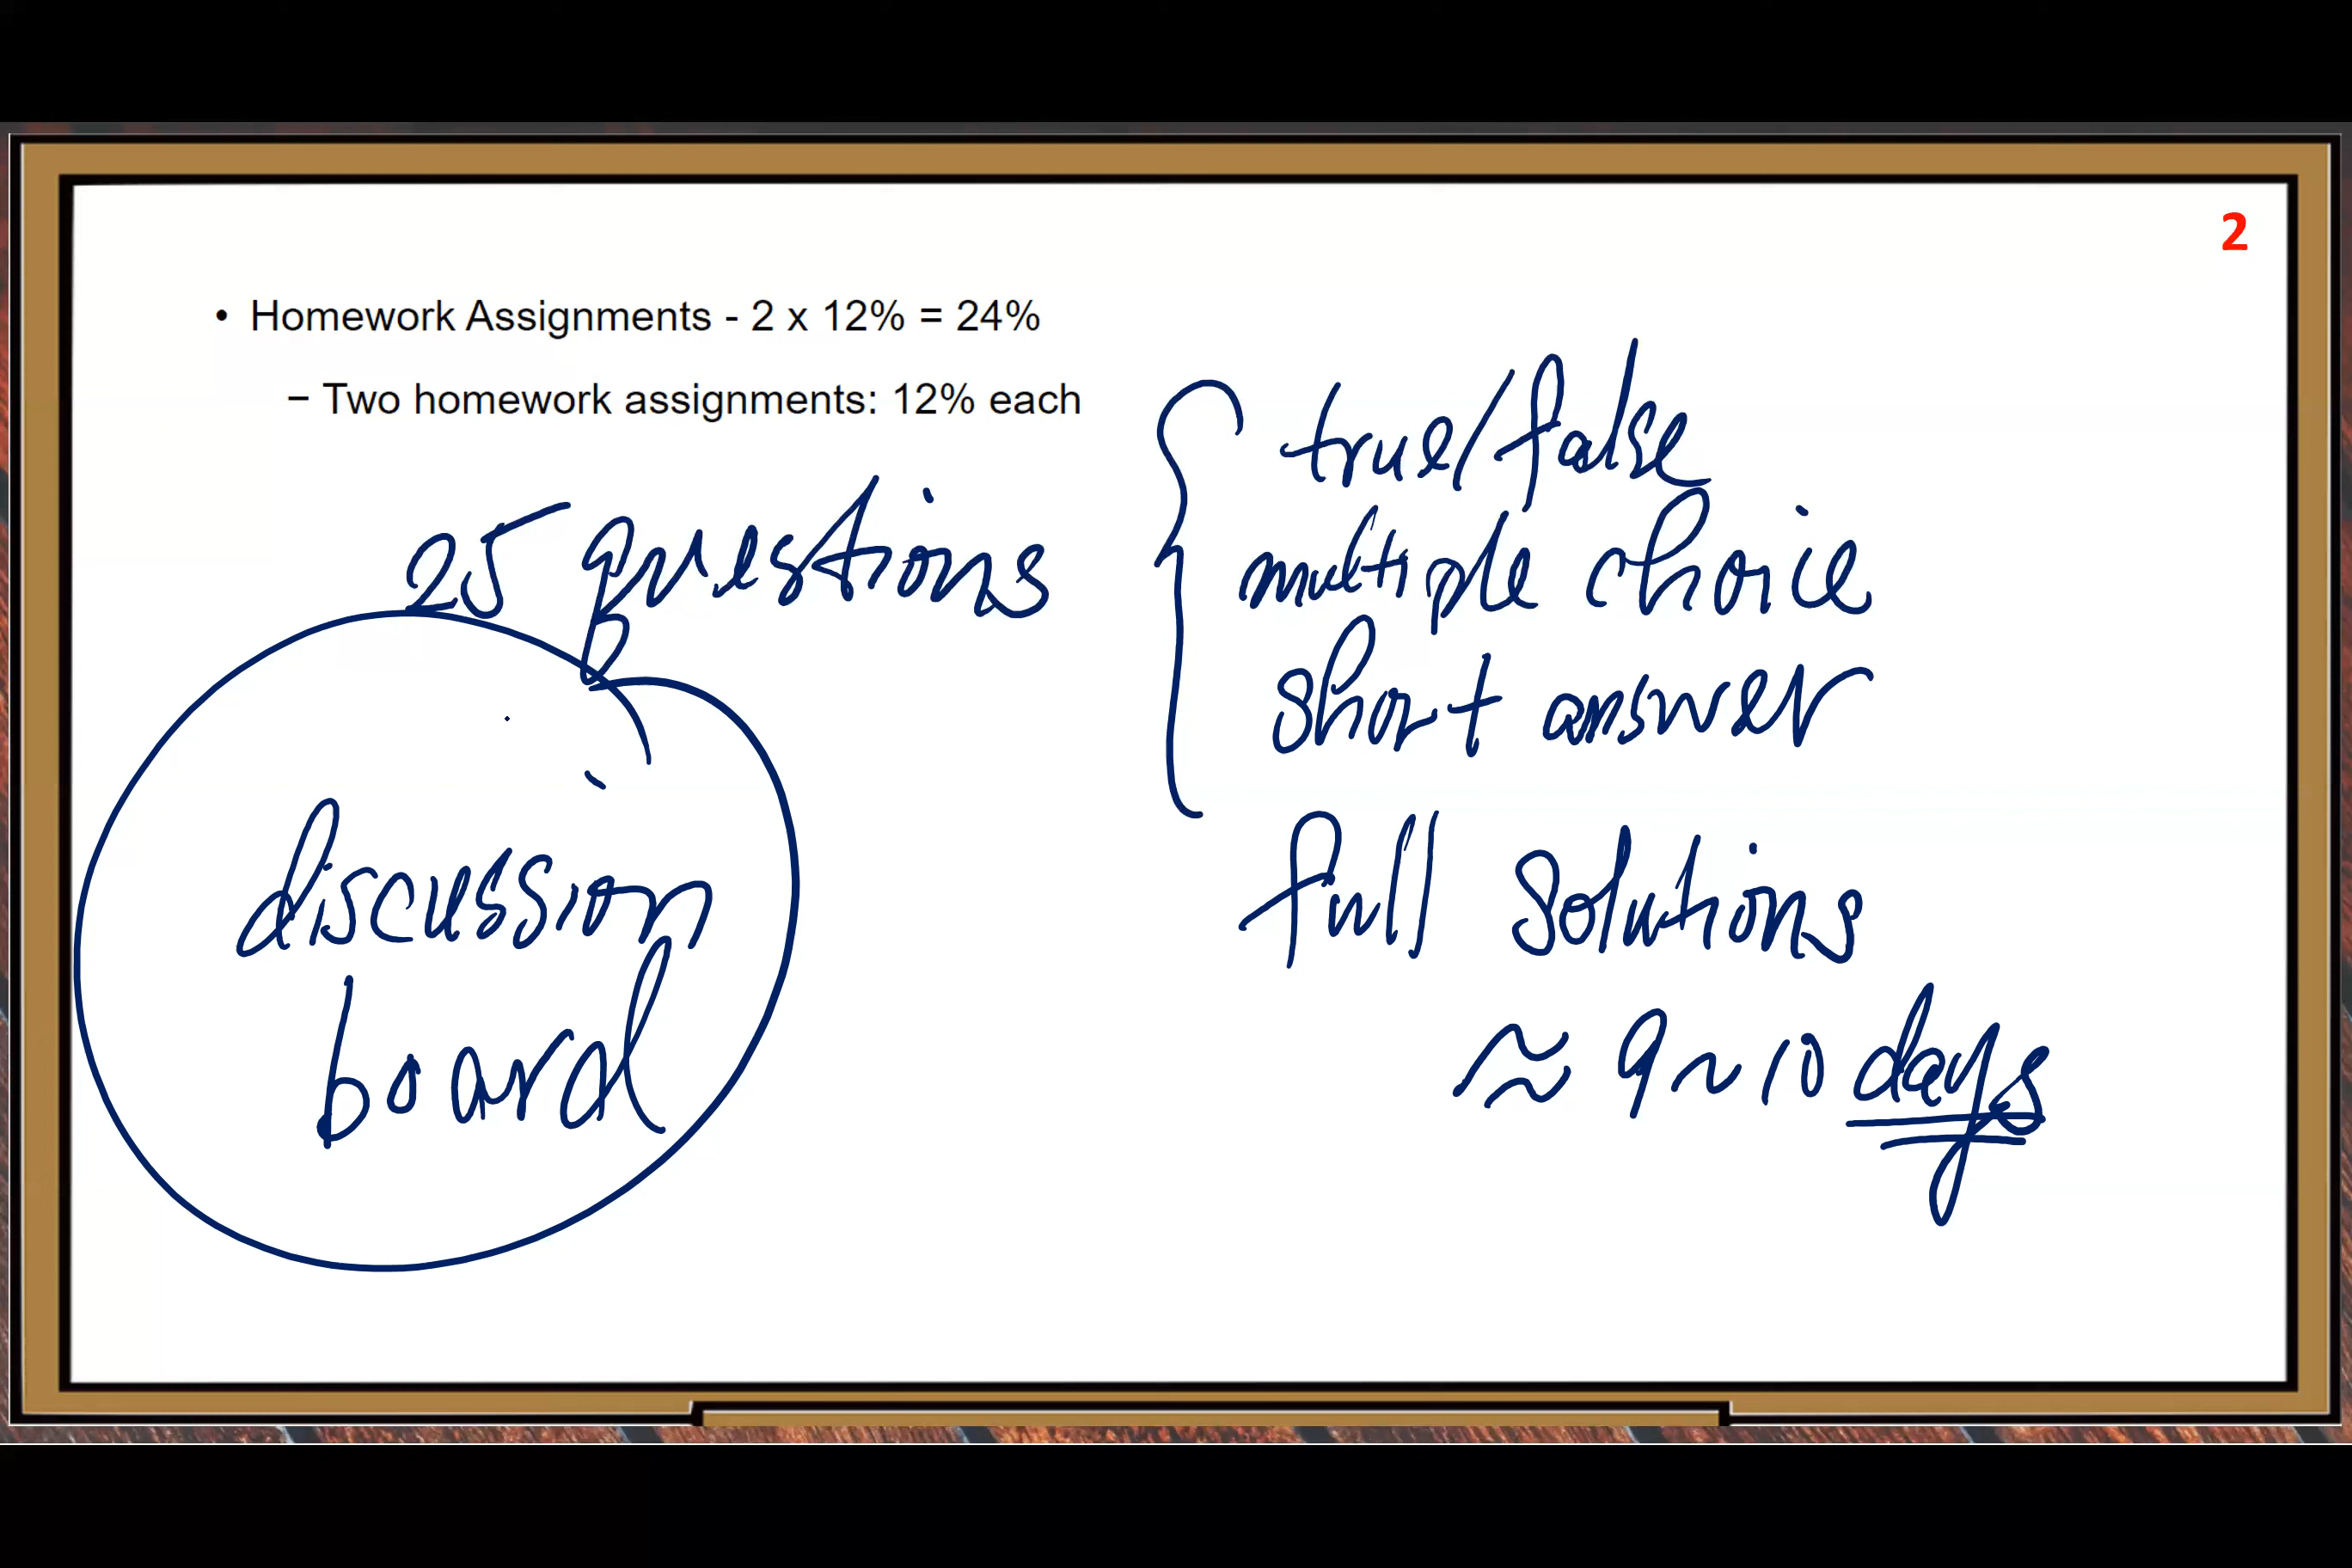 2
• Homework Assignments - 2 x 12% = 24%
– Two homework assignments: 12% each
25 questions
true/false
multiple choice
short answer
full solutions
≈ 9 ~ 10 days
discussion
board